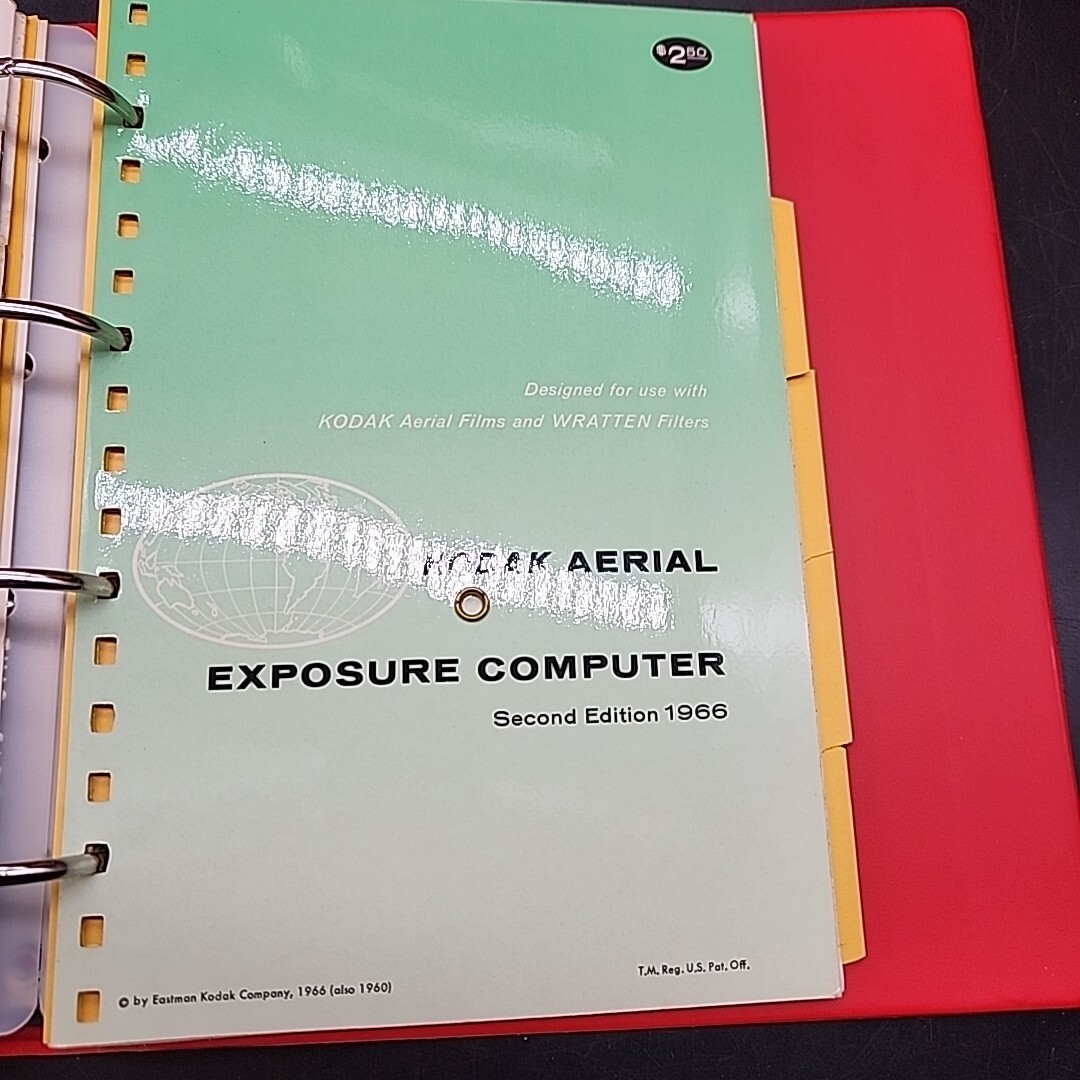 $2.50
Designed for use with
KODAK Aerial Films and WRATTEN Filters
KODAK AERIAL
EXPOSURE COMPUTER
Second Edition 1966
T.M. Reg. U.S. Pat. Off.
© by Eastman Kodak Company, 1966 (also 1960)